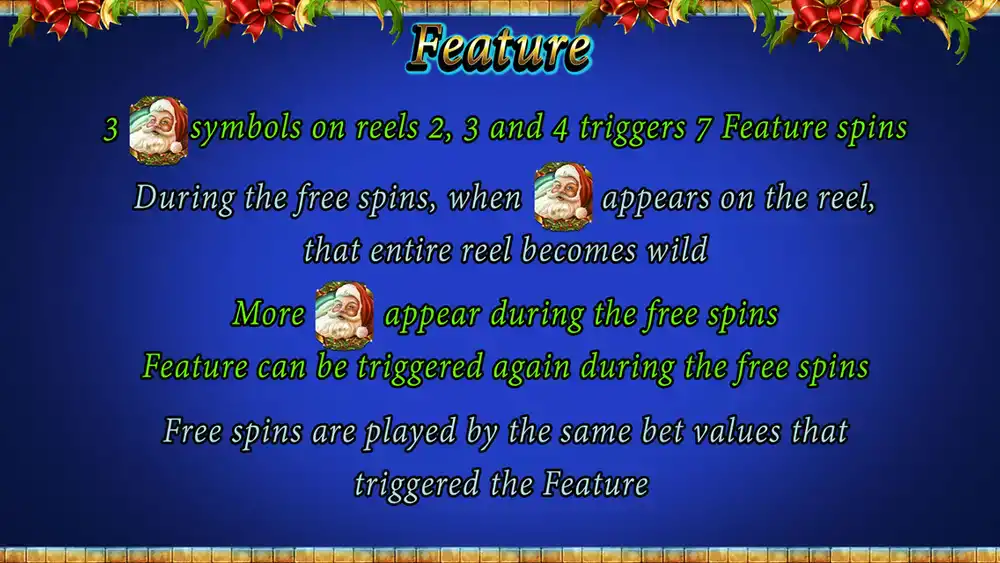 Feature
3 symbols on reels 2, 3 and 4 triggers 7 Feature spins
During the free spins, when appears on the reel,
that entire reel becomes wild
More appear during the free spins
Feature can be triggered again during the free spins
Free spins are played by the same bet values that
triggered the Feature